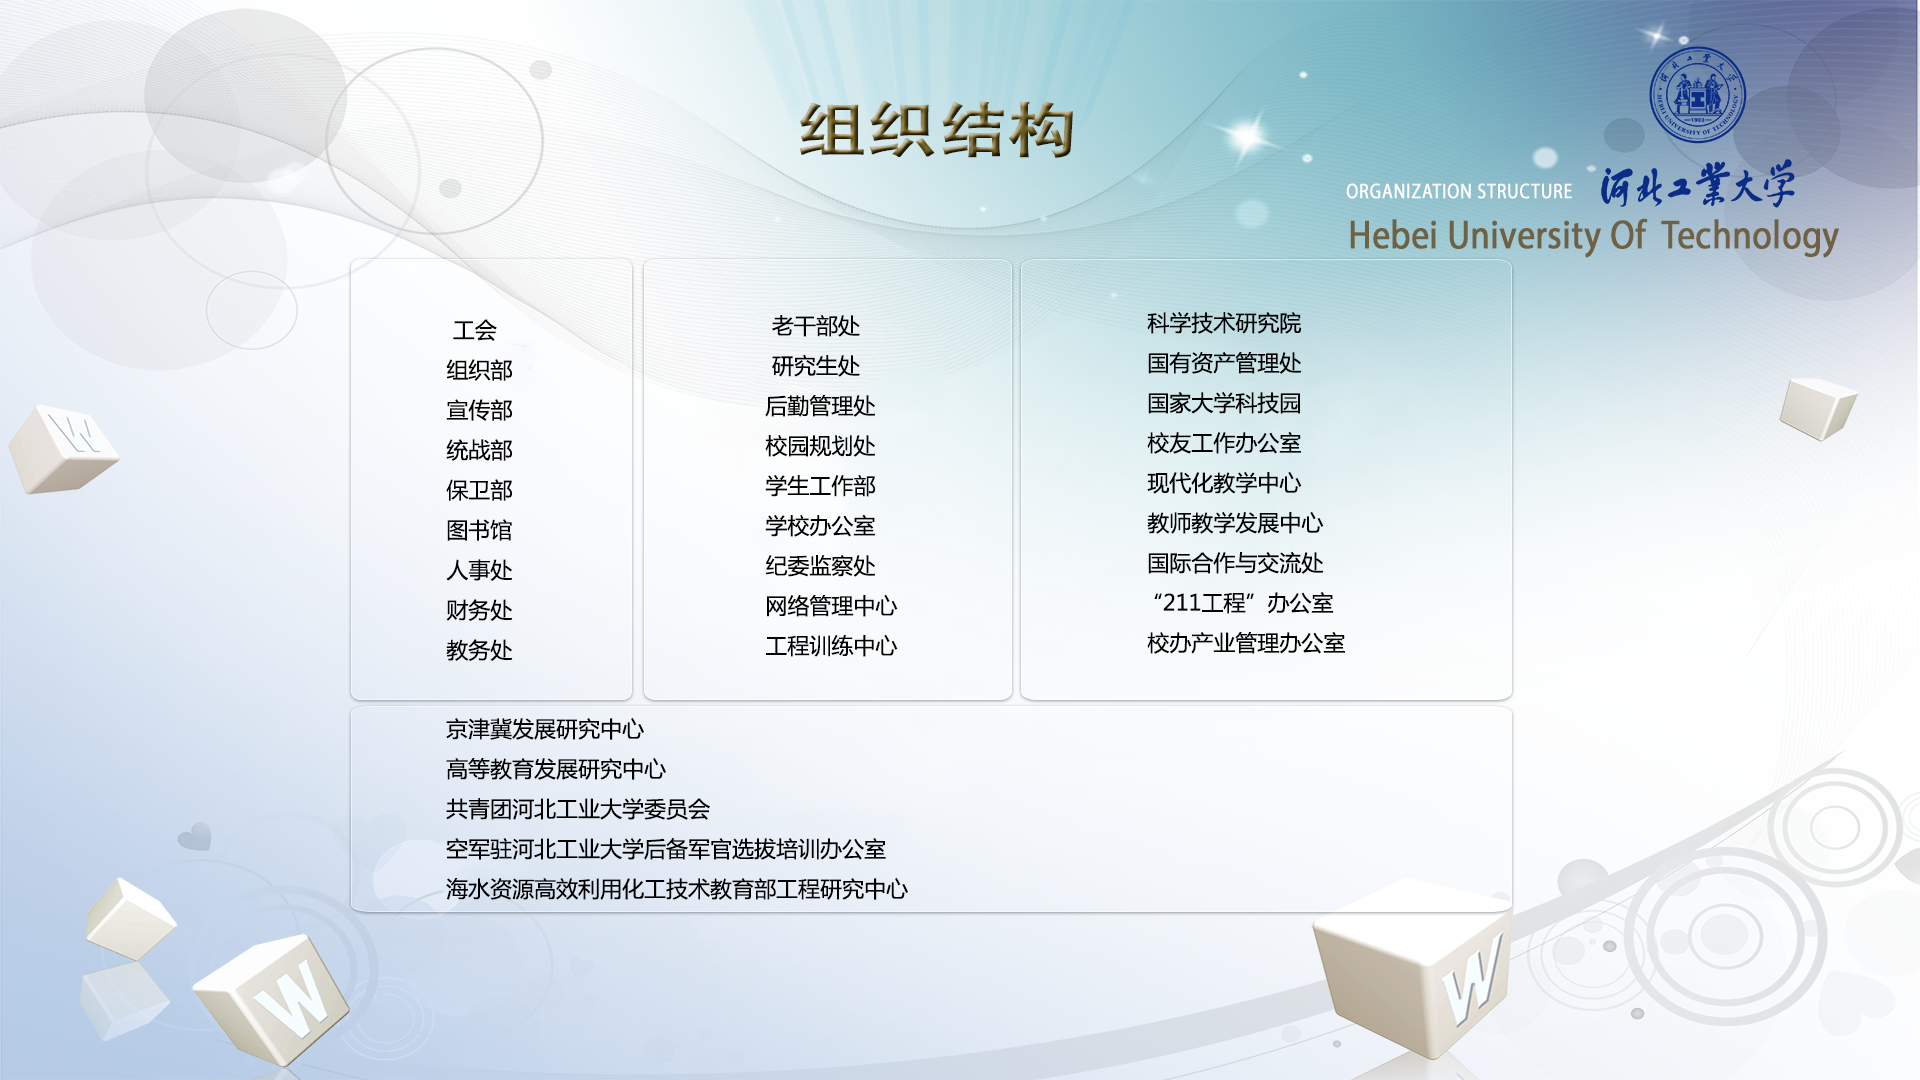 组织结构
河北工業大学
HEBEI UNIVERSITY OF TECHNOLOGY
1903
ORGANIZATION STRUCTURE
河北工業大学
Hebei University Of Technology
工会
组织部
宣传部
统战部
保卫部
图书馆
人事处
财务处
教务处
老干部处
研究生处
后勤管理处
校园规划处
学生工作部
学校办公室
纪委监察处
网络管理中心
工程训练中心
科学技术研究院
国有资产管理处
国家大学科技园
校友工作办公室
现代化教学中心
教师教学发展中心
国际合作与交流处
“211工程”办公室
校办产业管理办公室
京津冀发展研究中心
高等教育发展研究中心
共青团河北工业大学委员会
空军驻河北工业大学后备军官选拔培训办公室
海水资源高效利用化工技术教育部工程研究中心
W
W
W